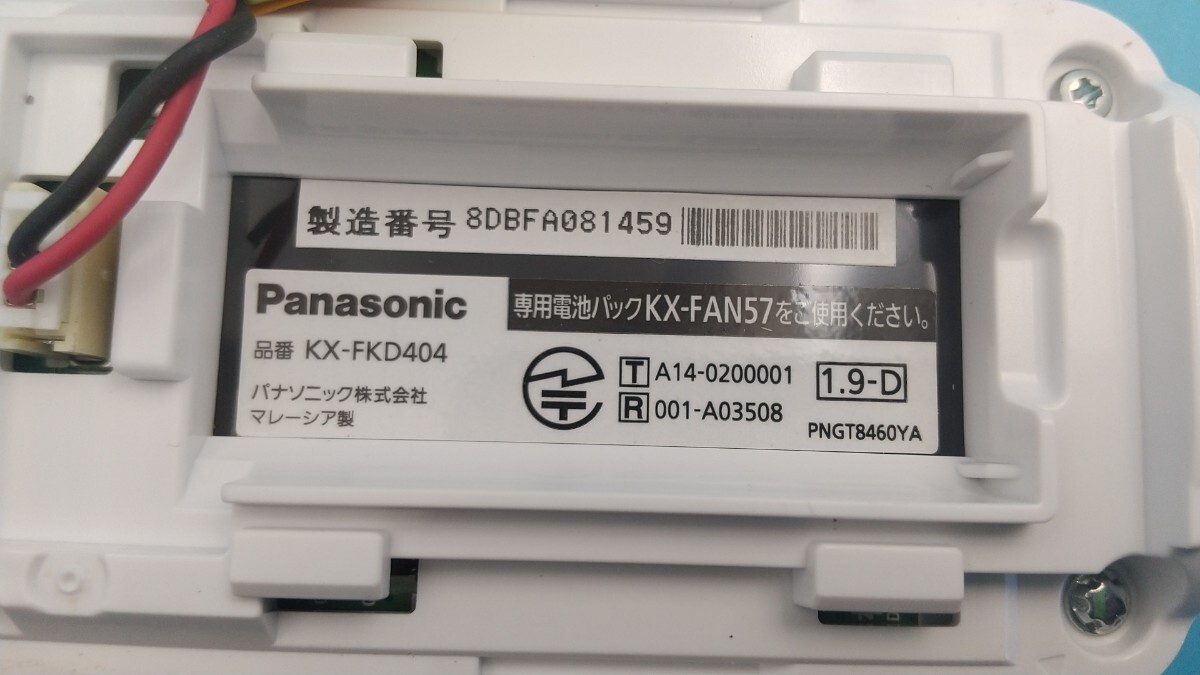 製造番号 8DBFA081459
Panasonic
専用電池パックKX-FAN57をご使用ください。
品番 KX-FKD404
パナソニック株式会社
マレーシア製
T A14-0200001
R 001-A03508
1.9-D
PNGT8460YA